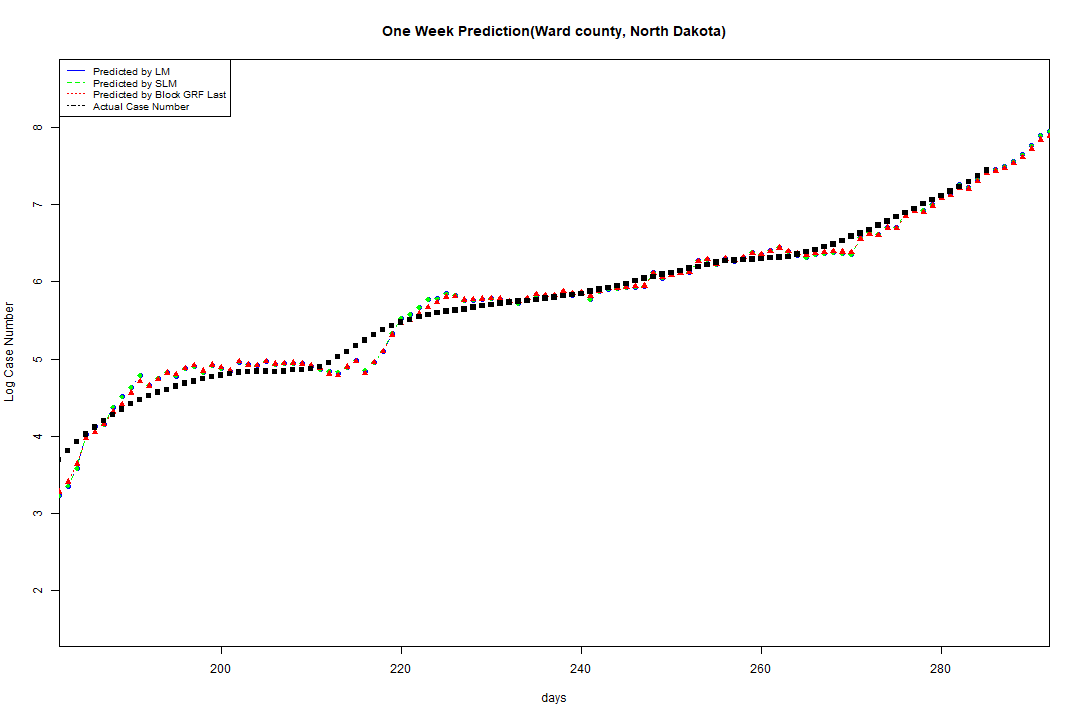 One Week Prediction(Ward county, North Dakota)
Predicted by LM
Predicted by SLM
Predicted by Block GRF Last
Actual Case Number
Log Case Number
8
7
6
5
4
3
2
200 220 240 260 280
days